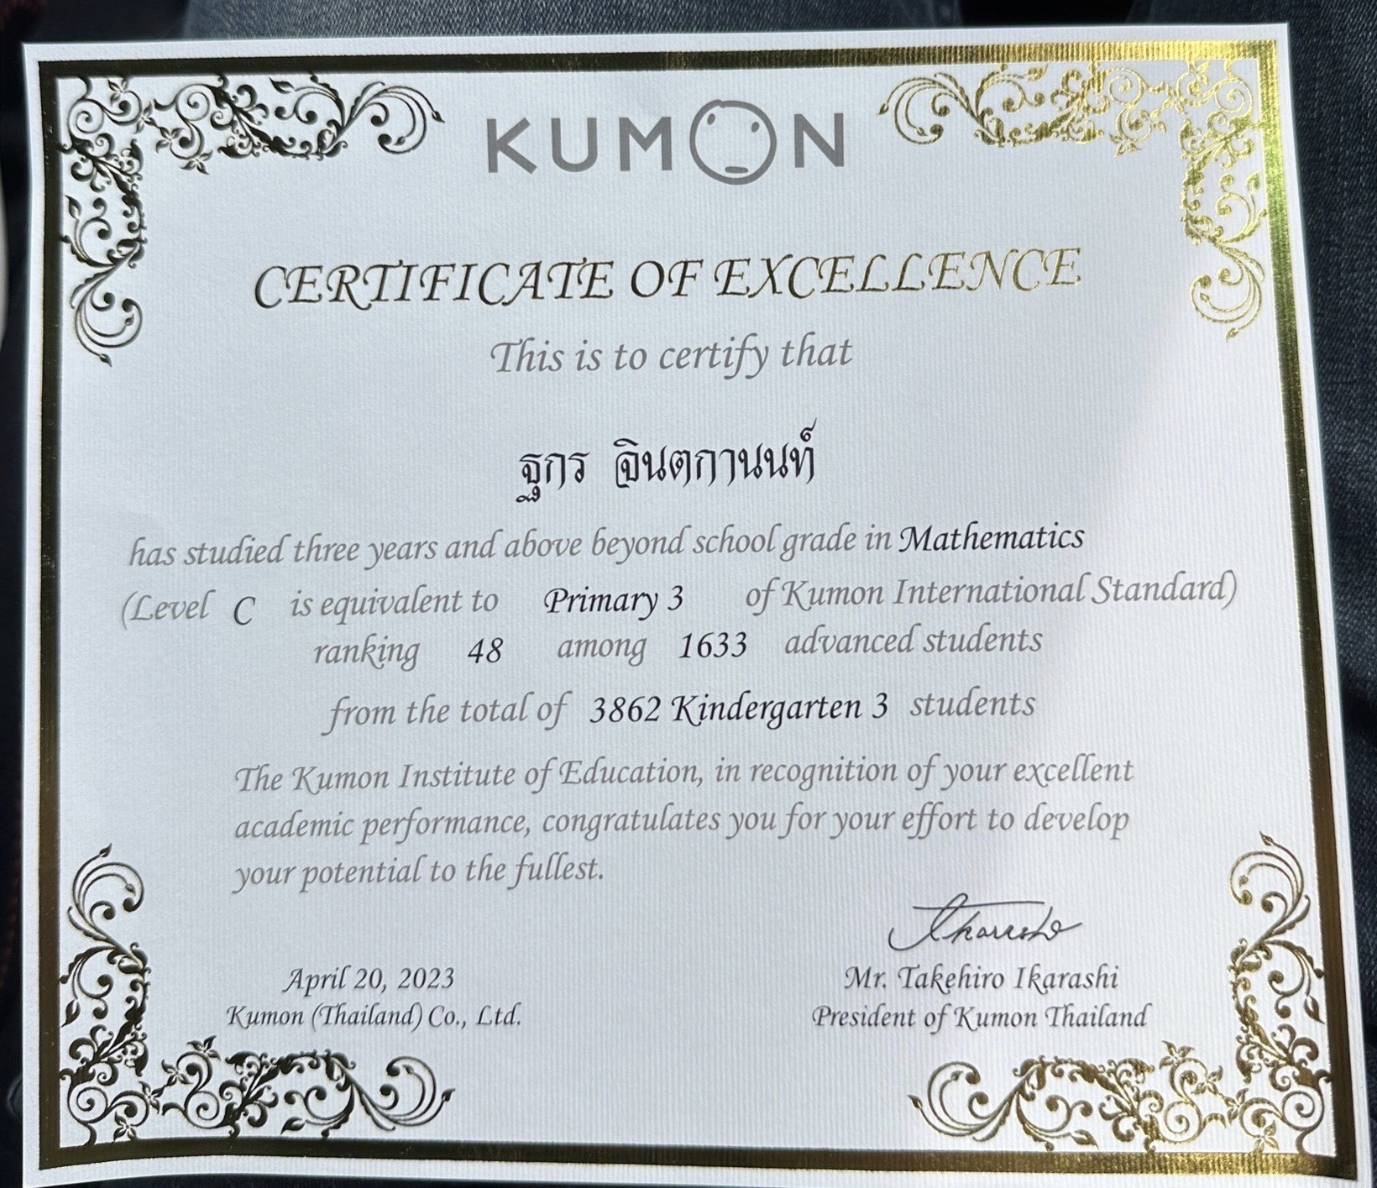 KUMON
CERTIFICATE OF EXCELLENCE
This is to certify that
ฐกร จินตกานนท์
has studied three years and above beyond school grade in Mathematics
(Level C is equivalent to Primary 3 of Kumon International Standard)
ranking 48 among 1633 advanced students
from the total of 3862 Kindergarten 3 students
The Kumon Institute of Education, in recognition of your excellent
academic performance, congratulates you for your effort to develop
your potential to the fullest.
April 20, 2023
Kumon (Thailand) Co., Ltd.
Mr. Takehiro Ikarashi
President of Kumon Thailand